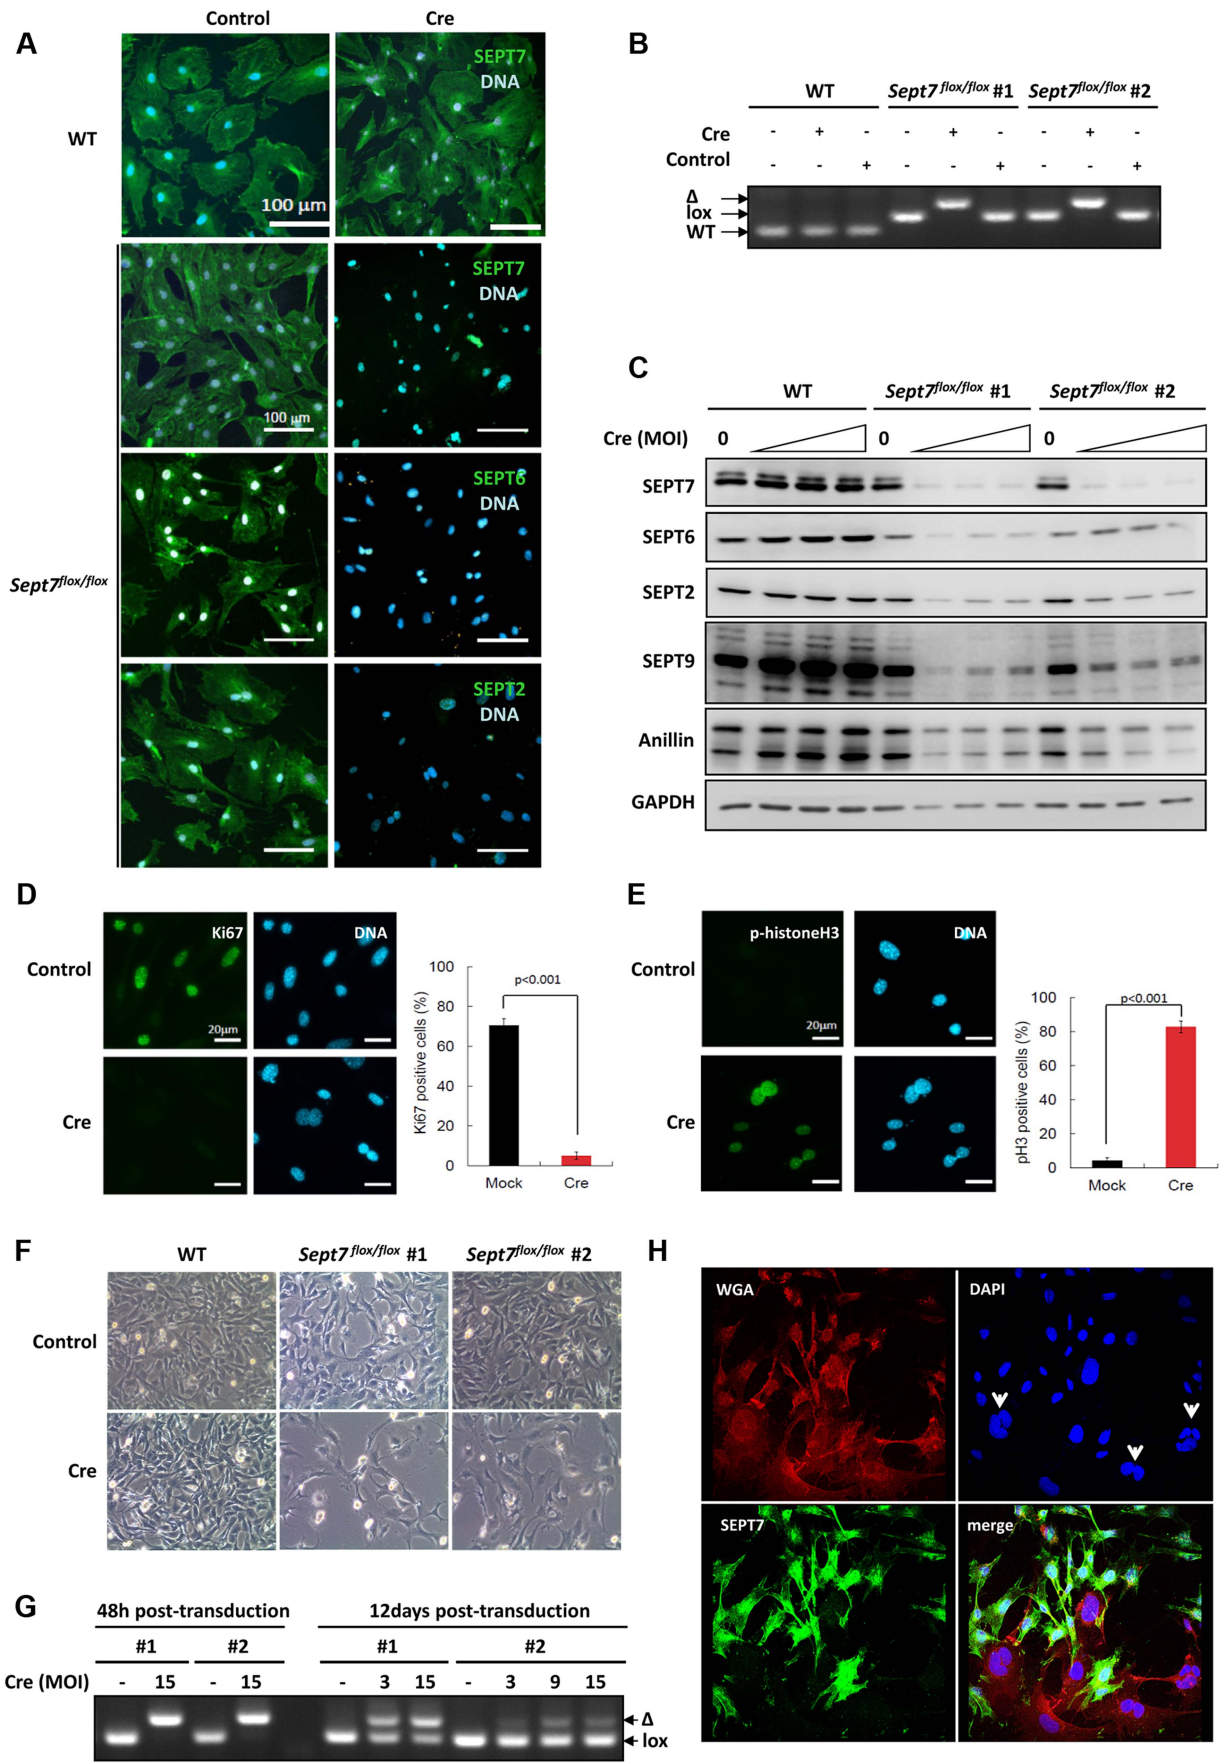 A
Control Cre
WT
SEPT7
DNA
100 μm
SEPT7
DNA
100 μm
SEPT6
DNA
Sept7flox/flox
SEPT2
DNA
B
WT Sept7flox/flox #1 Sept7flox/flox #2
Cre - + - - + - - + -
Control - - + - - + - - +
Δ
lox
WT
C
WT Sept7flox/flox #1 Sept7flox/flox #2
Cre (MOI) 0 0 0
SEPT7
SEPT6
SEPT2
SEPT9
Anillin
GAPDH
D
Ki67 DNA
Control
20μm
Cre
Ki67 positive cells (%)
100
80
60
40
20
0
p<0.001
Mock Cre
E
p-histoneH3 DNA
Control
20μm
Cre
pH3 positive cells (%)
100
80
60
40
20
0
p<0.001
Mock Cre
F
WT Sept7flox/flox #1 Sept7flox/flox #2
Control
Cre
G
48h post-transduction 12days post-transduction
#1 #2 #1 #2
Cre (MOI) - 15 - 15 - 3 15 - 3 9 15
Δ
lox
H
WGA DAPI
SEPT7 merge